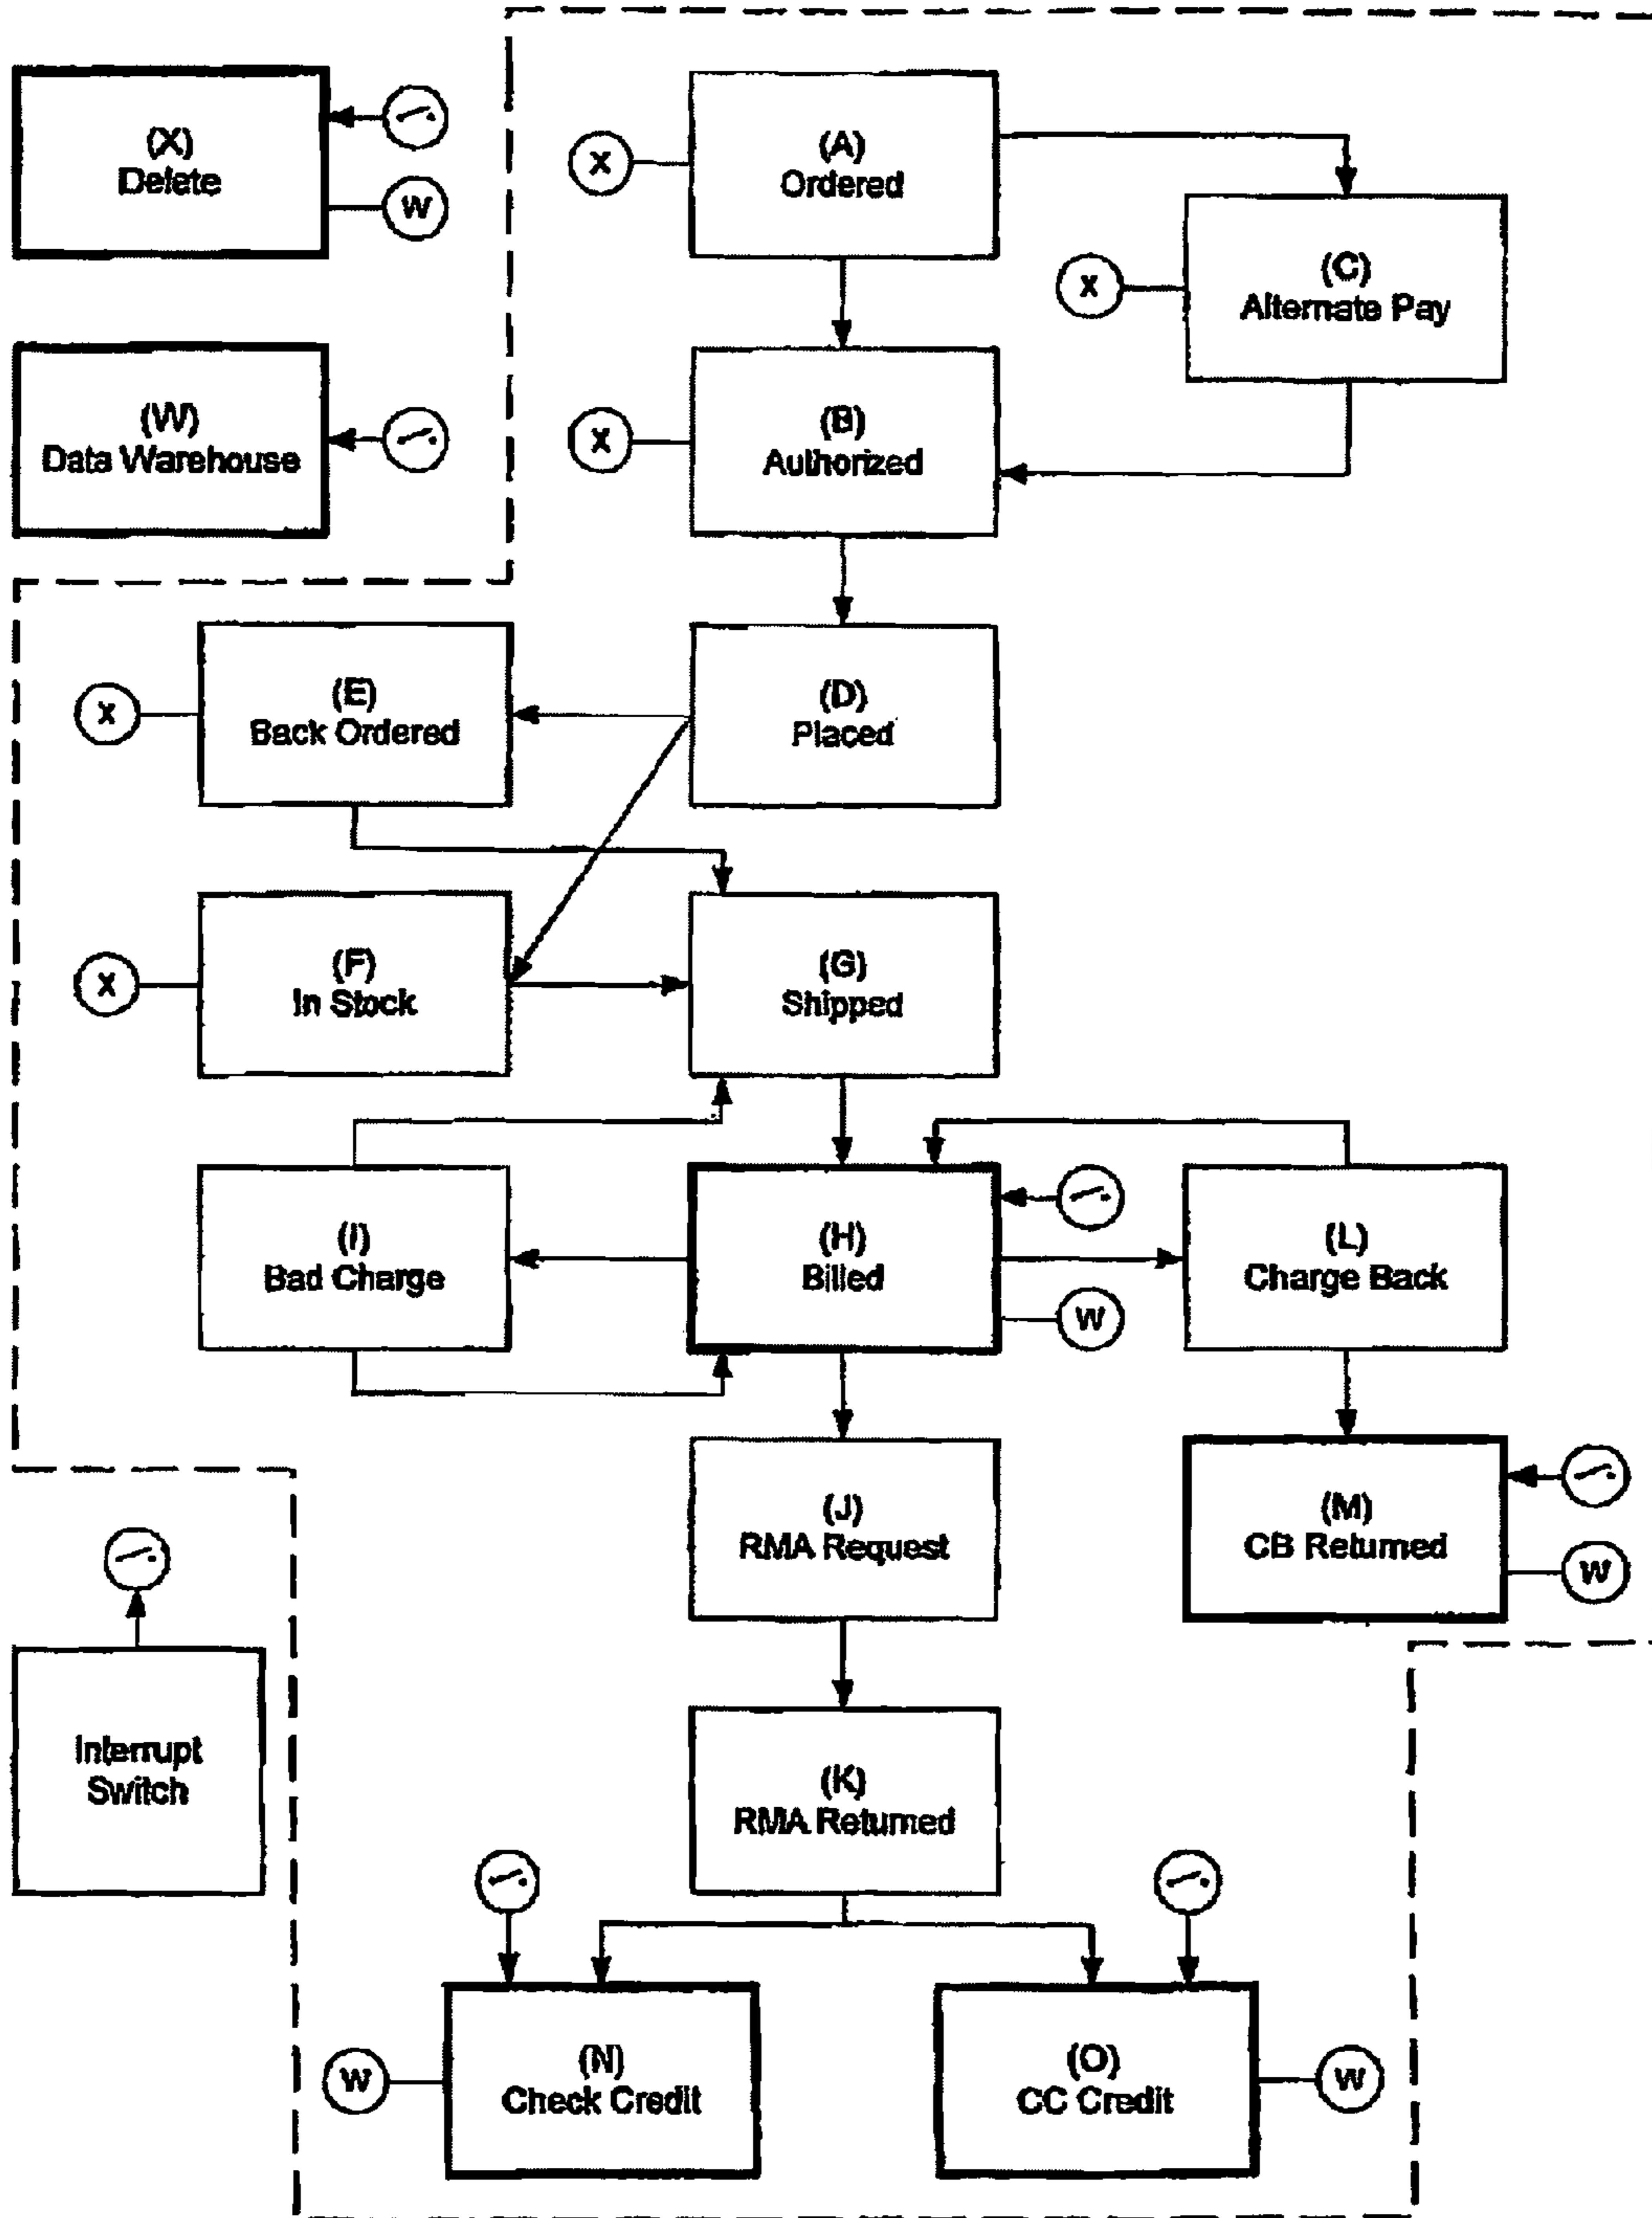 (X)
Delete
W
(W)
Data Warehouse
X
(A)
Ordered
X
(C)
Alternate Pay
X
(B)
Authorized
X
(E)
Back Ordered
(D)
Placed
X
(F)
In Stock
(G)
Shipped
(I)
Bad Charge
(H)
Billed
W
(L)
Charge Back
(J)
RMA Request
(M)
CB Returned
W
Interrupt
Switch
(K)
RMA Returned
W
(N)
Check Credit
(O)
CC Credit
W